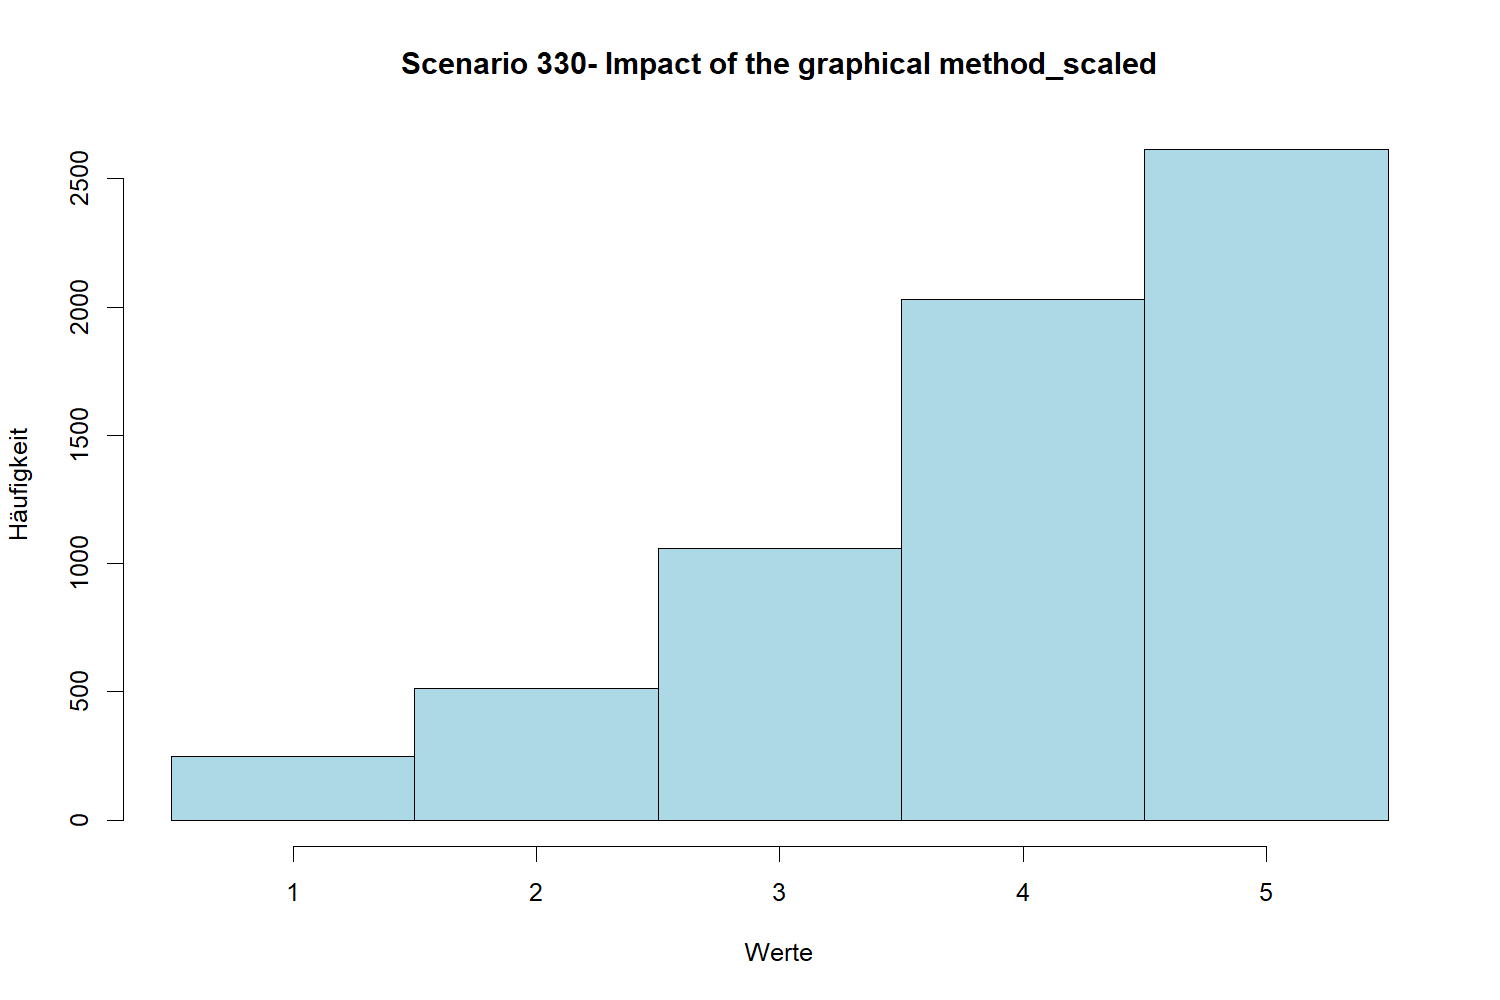 Scenario 330- Impact of the graphical method_scaled
2500
2000
1500
1000
500
0
Häufigkeit
1 2 3 4 5
Werte